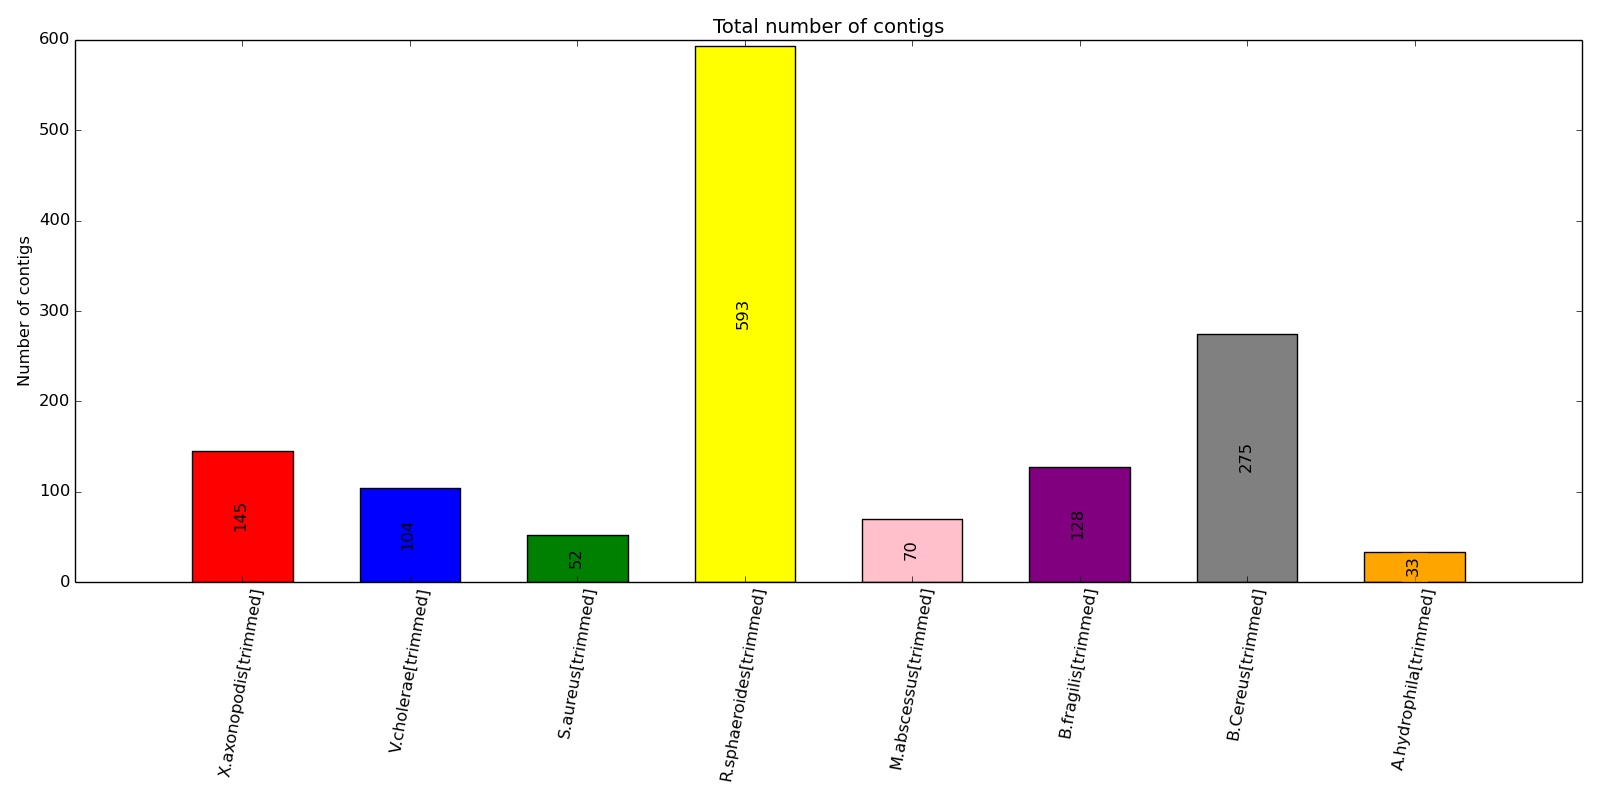 Total number of contigs
Number of contigs
600
500
400
300
200
100
0
145
104
52
593
70
128
275
33
X.axonopodis[trimmed]
V.cholerae[trimmed]
S.aureus[trimmed]
R.sphaeroides[trimmed]
M.abscessus[trimmed]
B.fragilis[trimmed]
B.Cereus[trimmed]
A.hydrophila[trimmed]